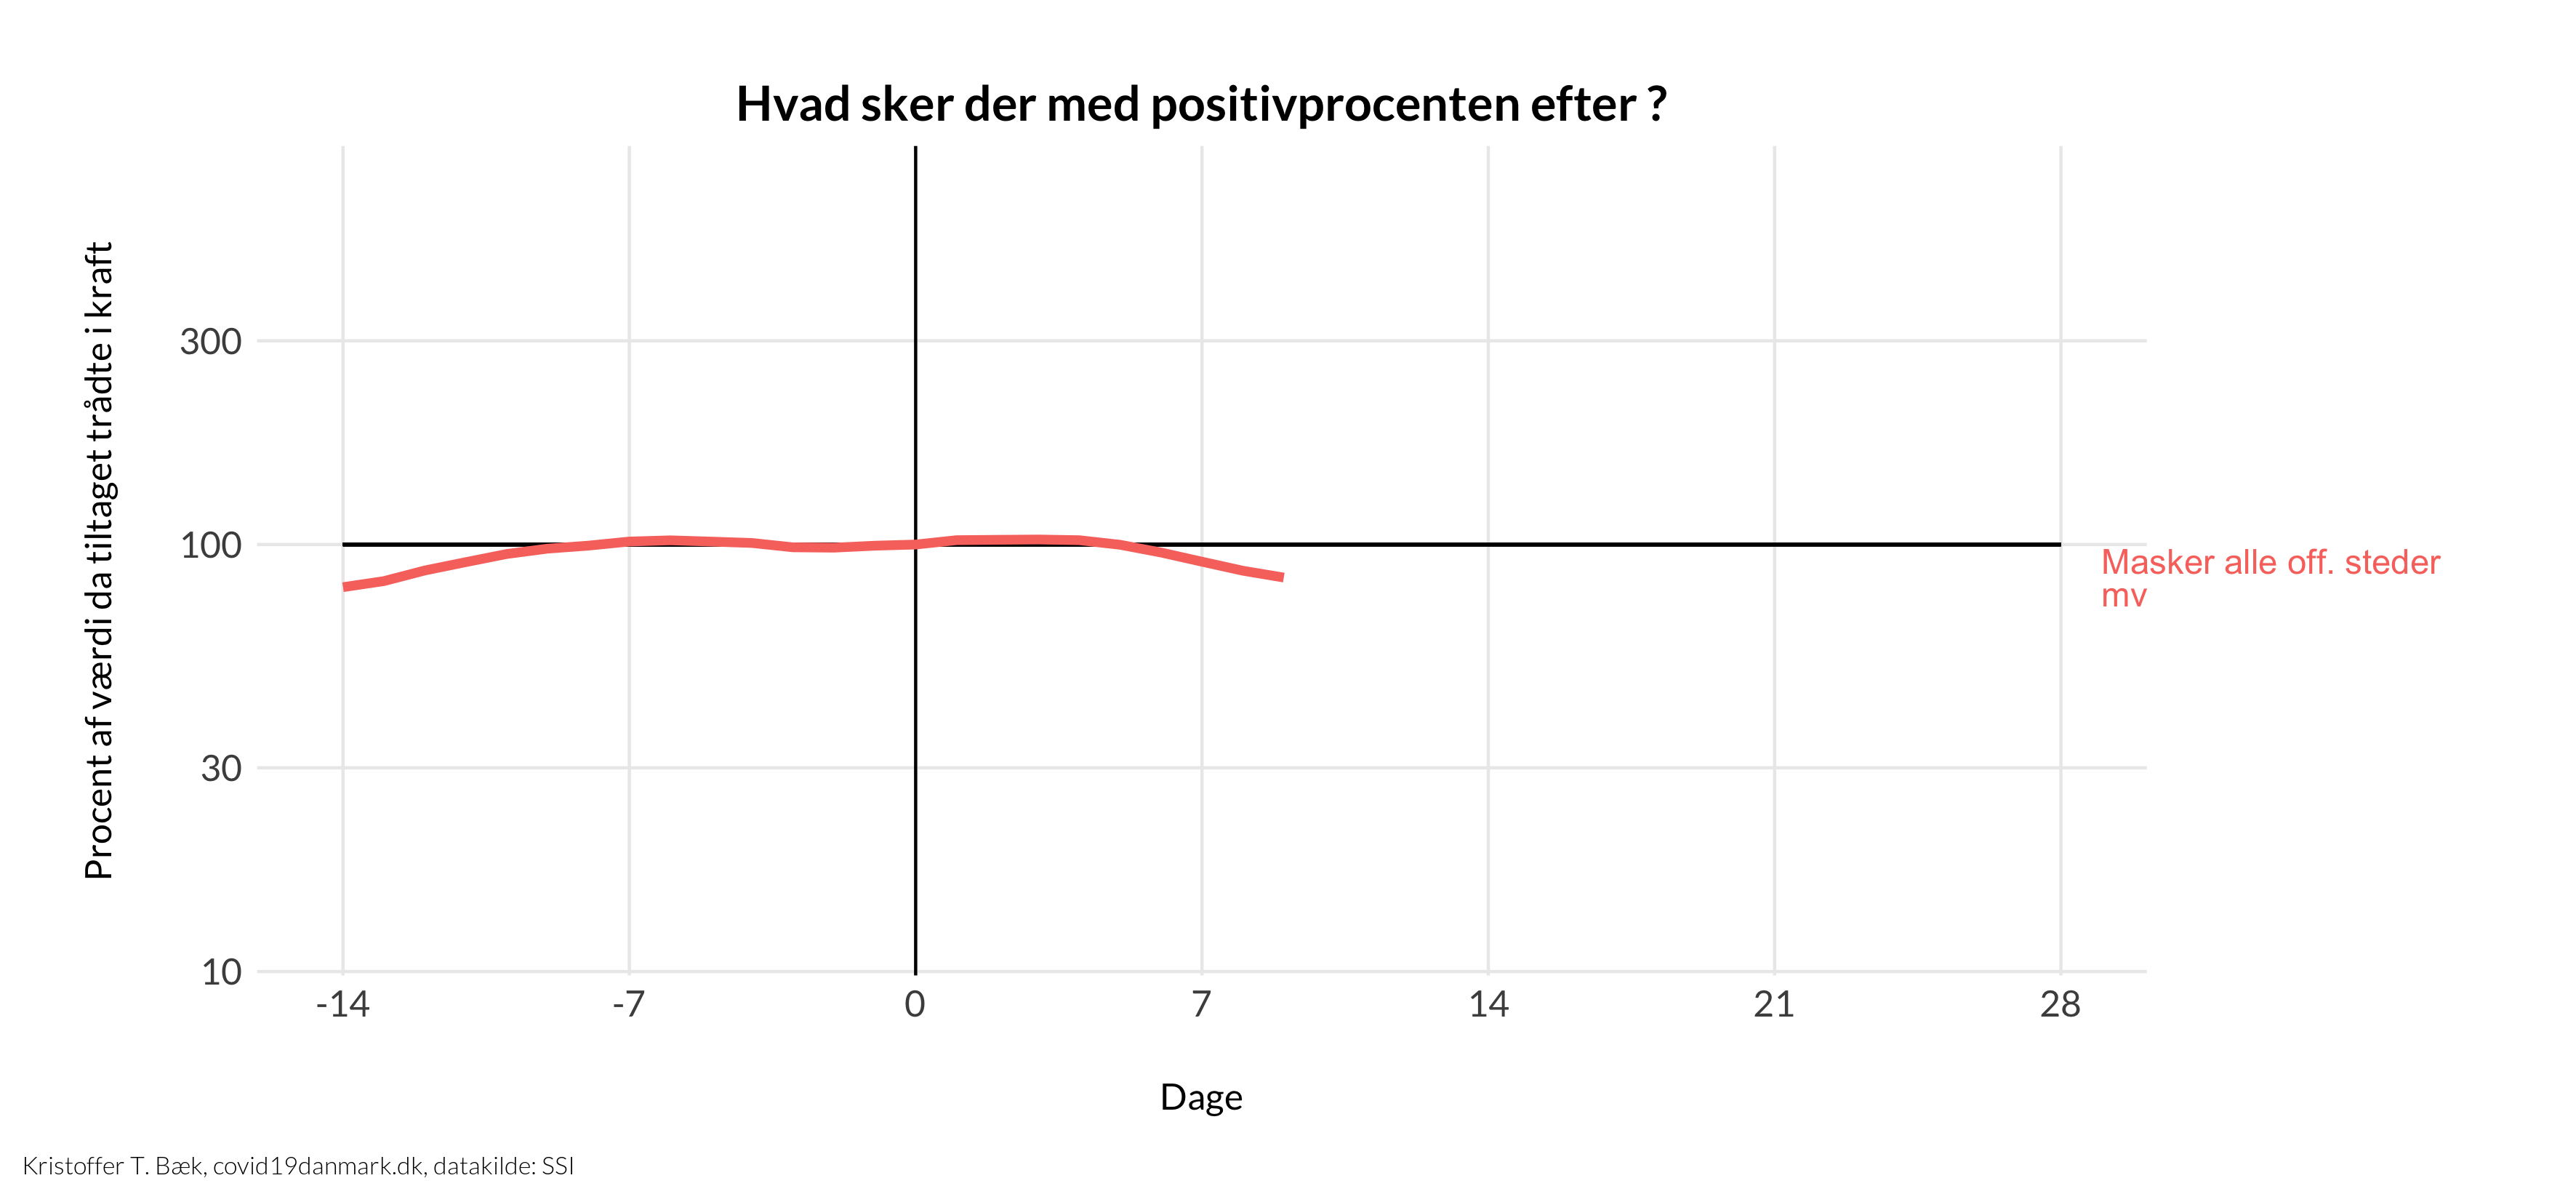 Hvad sker der med positivprocenten efter ?
Procent af værdi da tiltaget trådte i kraft
300
100
30
10
Masker alle off. steder
mv
-14
-7
0
7
14
21
28
Dage
Kristoffer T. Bæk, covid19danmark.dk, datakilde: SSI